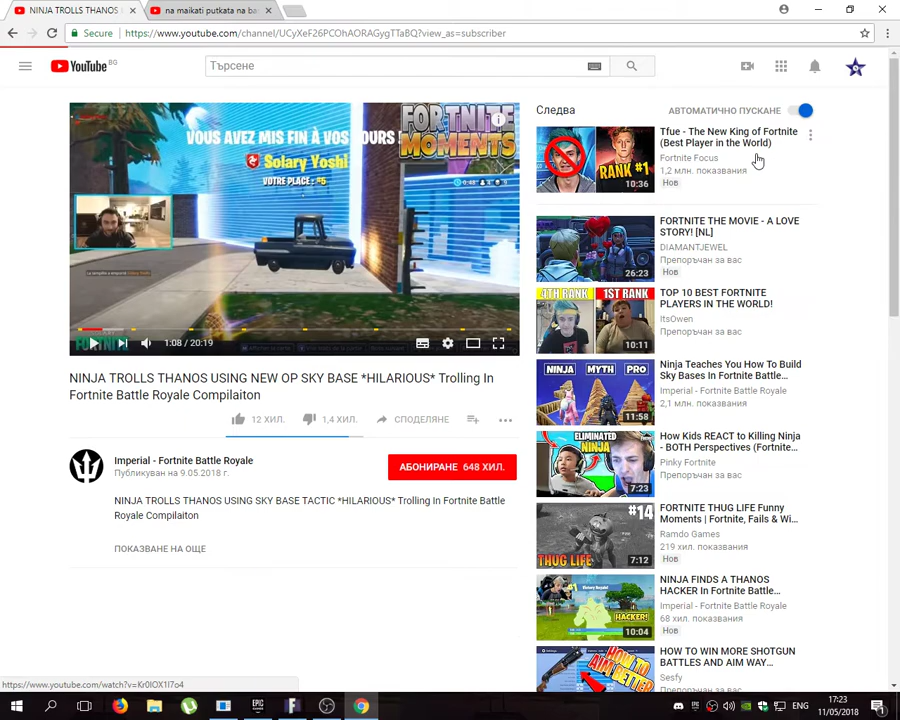 NINJA TROLLS THANOS
na maikati putkata na ba
Secure
https://www.youtube.com/channel/UCyXeF26PCOhAORAGygTTaBQ?view_as=subscriber
YouTube BG
Търсене
VOUS AVEZ MIS FIN À VOS JOURS !
Solary Yoshi
VOTRE PLACE : #5
FORTNITE
MOMENTS
1:08 / 20:19
NINJA TROLLS THANOS USING NEW OP SKY BASE *HILARIOUS* Trolling In
Fortnite Battle Royale Compilaiton
12 ХИЛ.
1,4 ХИЛ.
СПОДЕЛЯНЕ
Imperial - Fortnite Battle Royale
Публикуван на 9.05.2018 г.
АБОНИРАНЕ 648 ХИЛ.
NINJA TROLLS THANOS USING SKY BASE TACTIC *HILARIOUS* Trolling In Fortnite Battle
Royale Compilaiton
ПОКАЗВАНЕ НА ОЩЕ
Следва
АВТОМАТИЧНО ПУСКАНЕ
RANK #1
10:36
Tfue - The New King of Fortnite
(Best Player in the World)
Fortnite Focus
1,2 млн. показвания
Нов
26:23
FORTNITE THE MOVIE - A LOVE
STORY! [NL]
DIAMANTJEWEL
Препоръчан за вас
Нов
4TH RANK
1ST RANK
10:11
TOP 10 BEST FORTNITE
PLAYERS IN THE WORLD!
ItsOwen
Препоръчан за вас
NINJA
MYTH
PRO
11:58
Ninja Teaches You How To Build
Sky Bases In Fortnite Battle...
Imperial - Fortnite Battle Royale
2,1 млн. показвания
ELIMINATED
NINJA
7:23
How Kids REACT to Killing Ninja
- BOTH Perspectives (Fortnite...
Pinky Fortnite
Препоръчан за вас
#14
THUG LIFE
7:12
FORTNITE THUG LIFE Funny
Moments | Fortnite, Fails & Wi...
Ramdo Games
219 хил. показвания
Нов
Victory Royale!
HACKER!
10:04
NINJA FINDS A THANOS
HACKER In Fortnite Battle...
Imperial - Fortnite Battle Royale
68 хил. показвания
Нов
HOW TO
AIM BETTER
HOW TO WIN MORE SHOTGUN
BATTLES AND AIM WAY...
Sesfy
https://www.youtube.com/watch?v=Kr0IOX1I7o4
EPIC
ENG
17:23
11/05/2018